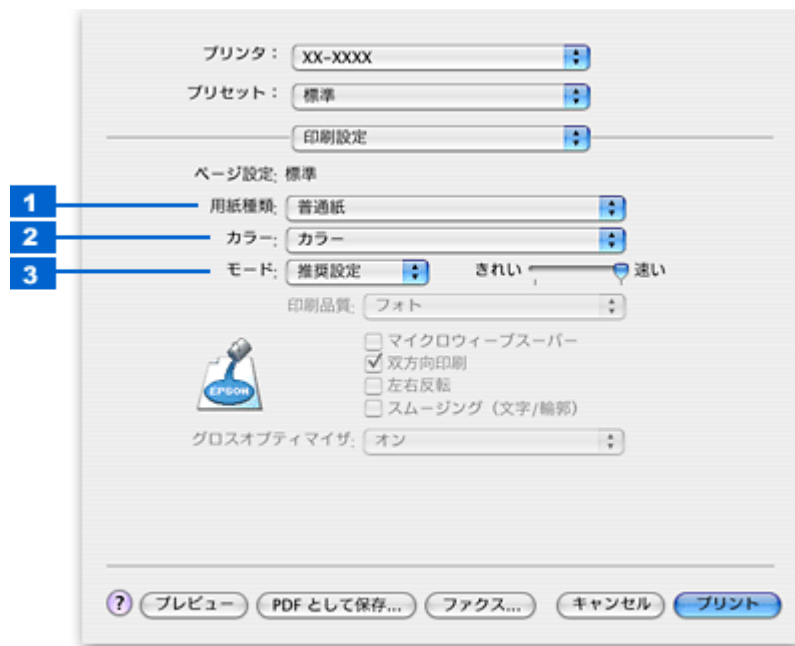 プリンタ： XX-XXXX
プリセット： 標準
印刷設定
ページ設定: 標準
1 用紙種類: 普通紙
2 カラー: カラー
3 モード: 推奨設定 きれい 速い
印刷品質: フォト
マイクロウィーブスーパー
双方向印刷
左右反転
スムージング（文字/輪郭）
EPSON
グロスオプティマイザ: オン
? プレビュー PDF として保存... ファクス... キャンセル プリント